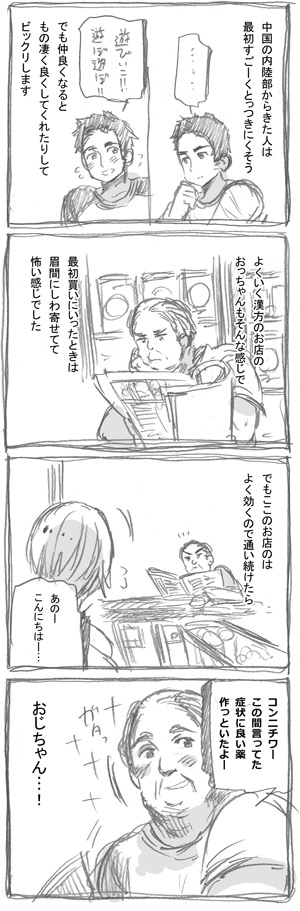 中国の内陸部からきた人は
最初すごーくとっつきにくそう
・・・・・・
遊びいこ!!
遊ぼ遊ぼ!!
でも仲良くなると
もの凄く良くしてくれたりして
ビックリします
よくいく漢方のお店の
おっちゃんもそんな感じで
最初買いにいったときは
眉間にしわ寄せてて
怖い感じでした
でもここのお店のは
よく効くので通い続けたら
あのー
こんにちはー…
コンニチワー
この間言ってた
症状に良い薬
作っといたよー
おじちゃん…!